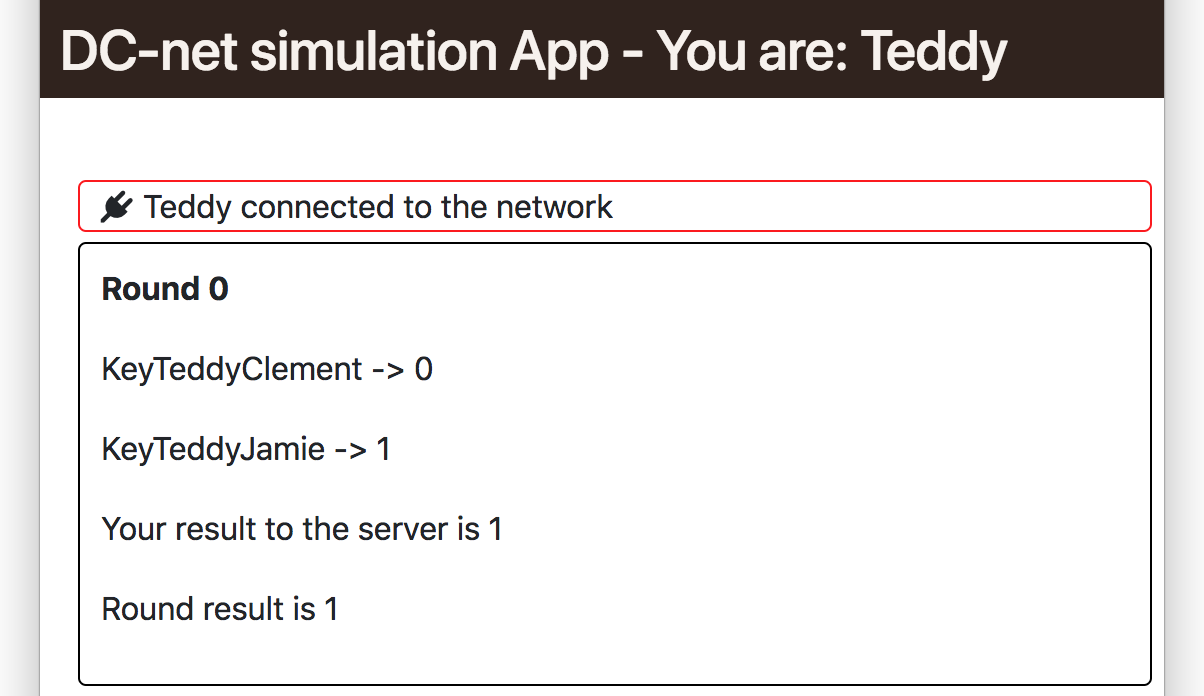 DC-net simulation App - You are: Teddy
Teddy connected to the network
Round 0
KeyTeddyClement -> 0
KeyTeddyJamie -> 1
Your result to the server is 1
Round result is 1